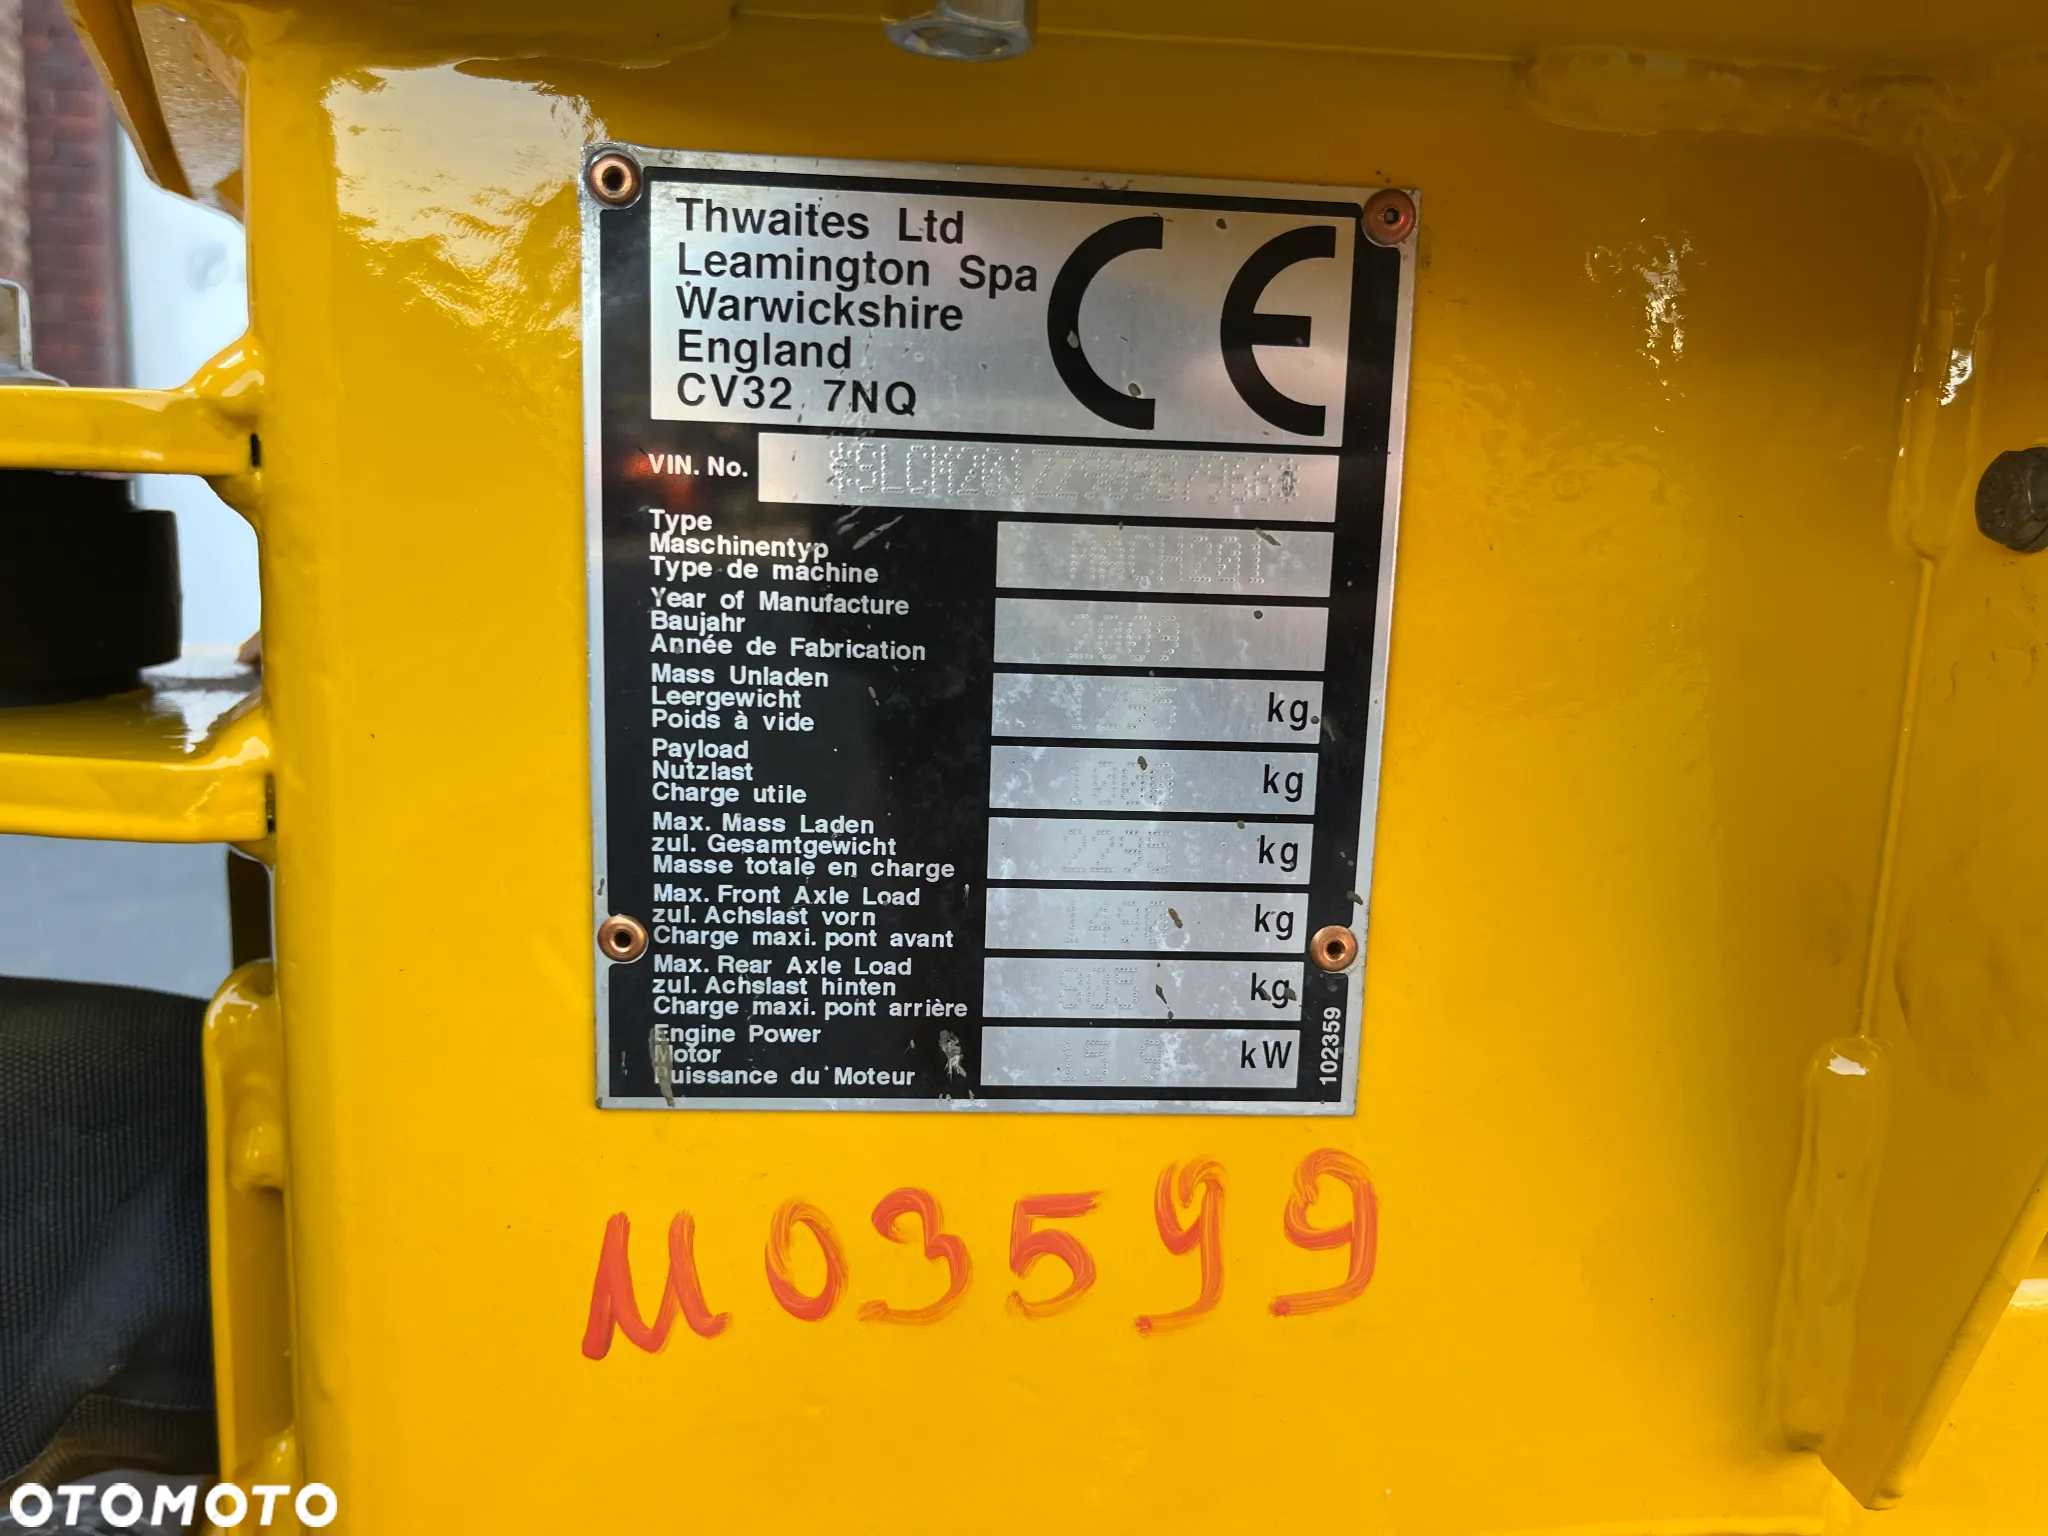 Thwaites Ltd
Leamington Spa
Warwickshire
England
CV32 7NQ
CE
VIN. No.
Type
Maschinentyp
Type de machine
Year of Manufacture
Baujahr
Année de Fabrication
Mass Unladen
Leergewicht
Poids à vide
kg
Payload
Nutzlast
Charge utile
kg
Max. Mass Laden
zul. Gesamtgewicht
Masse totale en charge
kg
Max. Front Axle Load
zul. Achslast vorn
Charge maxi. pont avant
kg
Max. Rear Axle Load
zul. Achslast hinten
Charge maxi. pont arrière
kg
Engine Power
Motor
Puissance du Moteur
kW
102359
M03599
OTOMOTO